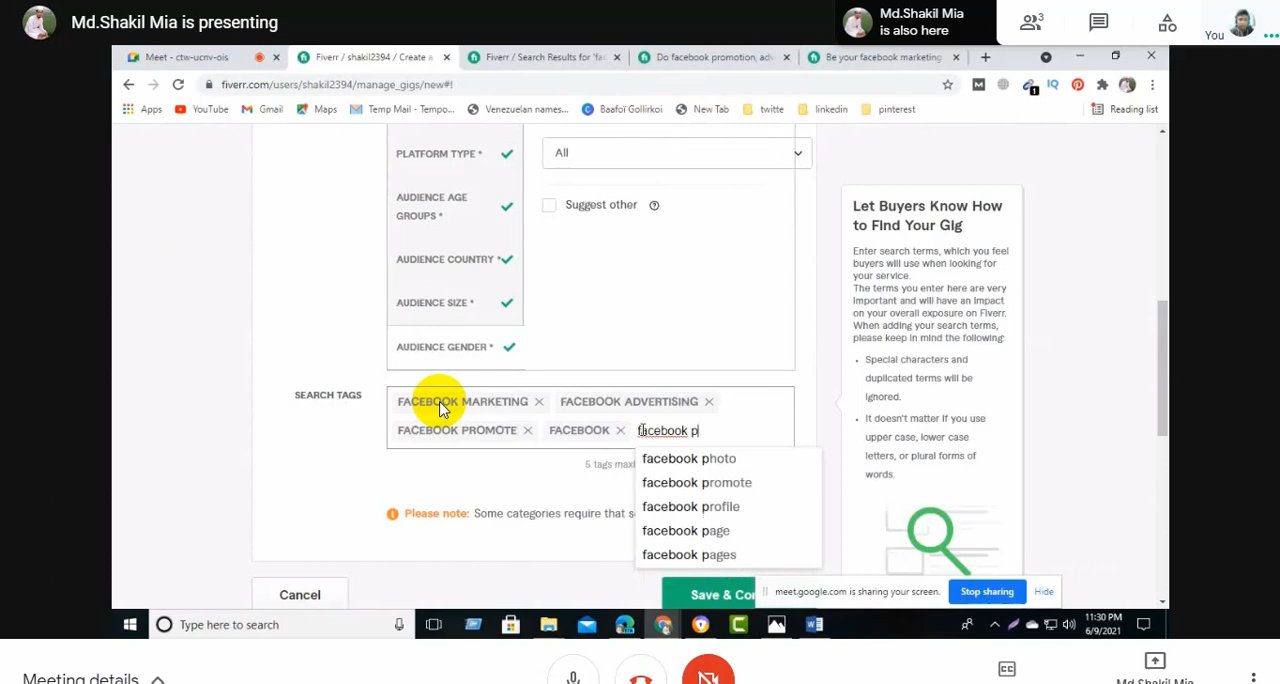 Md.Shakil Mia is presenting
Md.Shakil Mia
is also here
3
You
Meet - ctw-ucnv-ois
Fiverr / shakil2394 / Create a
Fiverr / Search Results for 'fa
Do facebook promotion, adv
Be your facebook marketing
fiverr.com/users/shakil2394/manage_gigs/new#!
1
Apps
YouTube
Gmail
Maps
Temp Mail - Tempo...
Venezuelan names...
Baafoï Gollirkoi
New Tab
twitte
linkedin
pinterest
Reading list
PLATFORM TYPE *
All
AUDIENCE AGE
GROUPS *
Suggest other
AUDIENCE COUNTRY *
AUDIENCE SIZE *
AUDIENCE GENDER *
SEARCH TAGS
FACEBOOK MARKETING
FACEBOOK ADVERTISING
FACEBOOK PROMOTE
FACEBOOK
facebook p
facebook photo
facebook promote
facebook profile
facebook page
facebook pages
5 tags maxi
Please note: Some categories require that s
Cancel
Save & Con
Let Buyers Know How
to Find Your Gig
Enter search terms, which you feel
buyers will use when looking for
your service.
The terms you enter here are very
important and will have an impact
on your overall exposure on Fiverr.
When adding your search terms,
please keep in mind the following:
• Special characters and
duplicated terms will be
ignored.
• It doesn't matter if you use
upper case, lower case
letters, or plural forms of
words.
meet.google.com is sharing your screen.
Stop sharing
Hide
Type here to search
11:30 PM
6/9/2021
Meeting details
Md.Shakil Mia